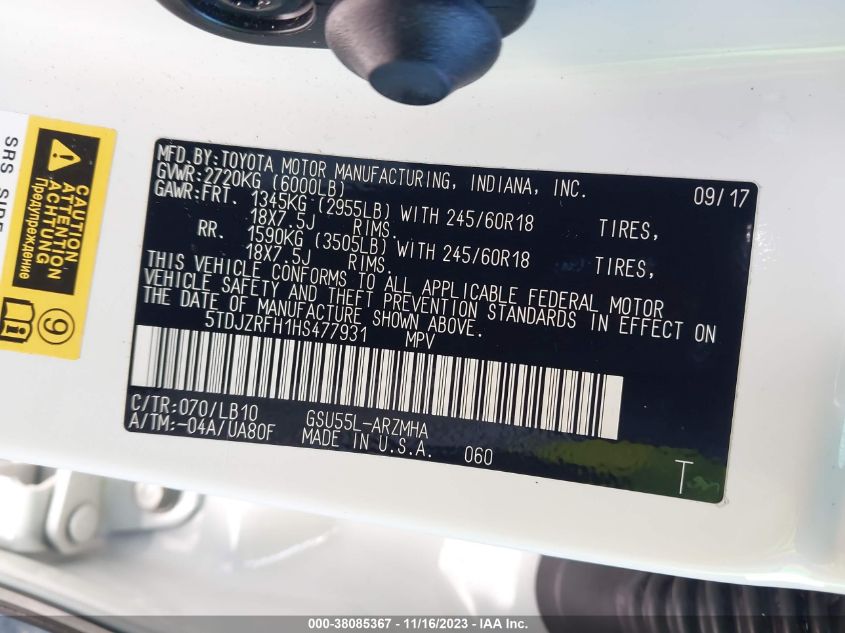 MFD.BY:TOYOTA MOTOR MANUFACTURING, INDIANA, INC. 09/17
GVWR:2720KG (6000LB)
GAWR:FRT. 1345KG (2955LB) WITH 245/60R18 TIRES,
18X7.5J RIMS.
RR. 1590KG (3505LB) WITH 245/60R18 TIRES,
18X7.5J RIMS.
THIS VEHICLE CONFORMS TO ALL APPLICABLE FEDERAL MOTOR
VEHICLE SAFETY AND THEFT PREVENTION STANDARDS IN EFFECT ON
THE DATE OF MANUFACTURE SHOWN ABOVE.
5TDJZRFH1HS477931 MPV
C/TR:070/LB10 GSU55L-ARZMHA
A/TM:-04A/UA80F MADE IN U.S.A. 060
T
CAUTION
ATTENTION
ACHTUNG
Предупреждение
9
SRS SIDE
000-38085367 - 11/16/2023 - IAA Inc.